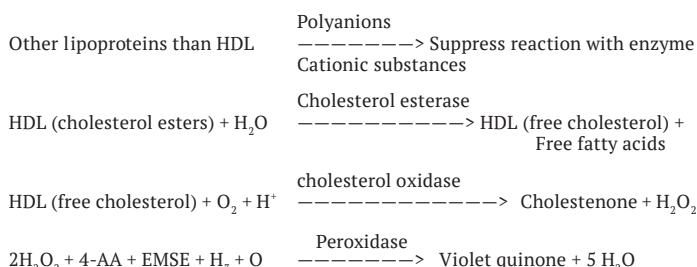 Polyanions
Other lipoproteins than HDL ———————> Suppress reaction with enzyme
Cationic substances
Cholesterol esterase
HDL (cholesterol esters) + H₂O —————————> HDL (free cholesterol) +
Free fatty acids
cholesterol oxidase
HDL (free cholesterol) + O₂ + H⁺ ————————————> Cholestenone + H₂O₂
Peroxidase
2H₂O₂ + 4-AA + EMSE + H₃ + O ———————> Violet quinone + 5 H₂O